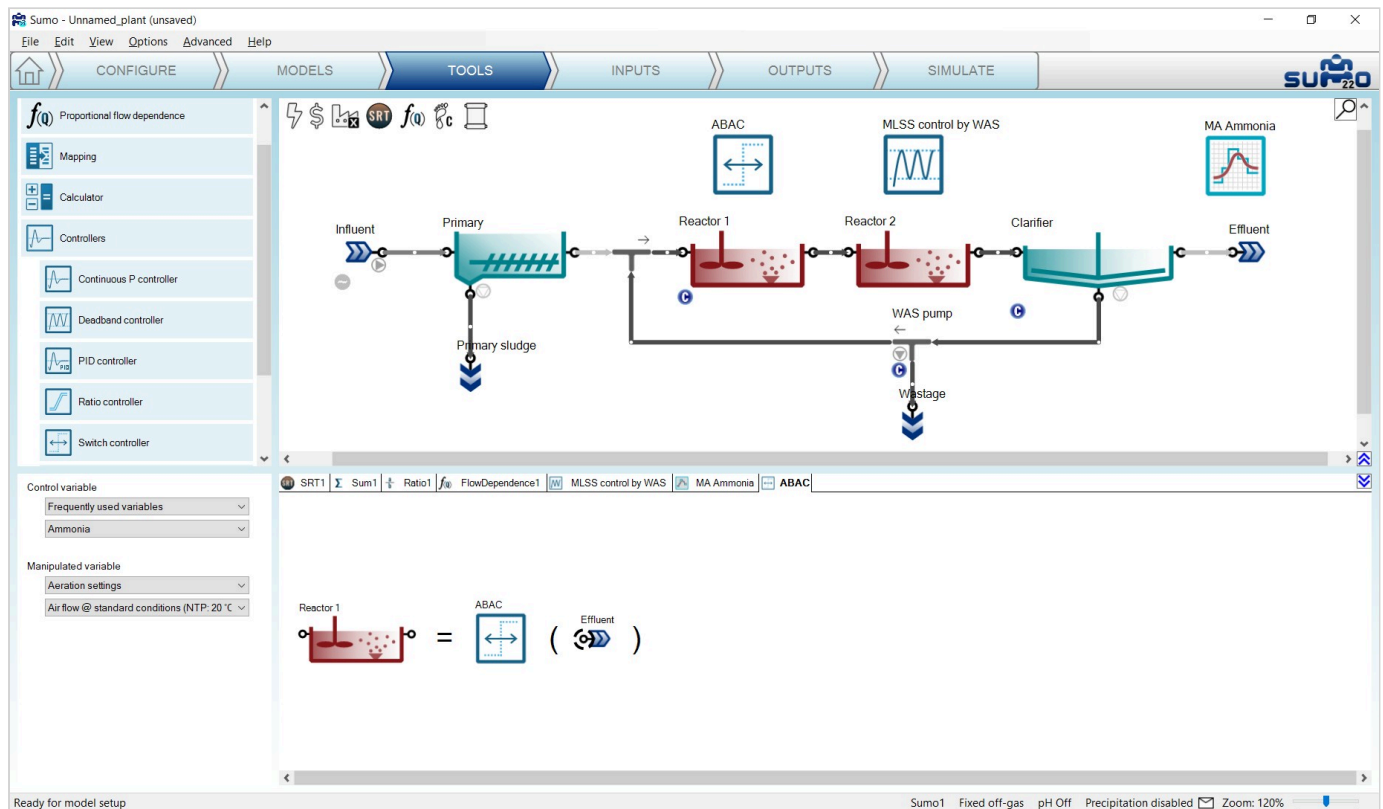 Sumo - Unnamed_plant (unsaved)
File Edit View Options Advanced Help
CONFIGURE MODELS TOOLS INPUTS OUTPUTS SIMULATE
SUMO 22
f(Q) Proportional flow dependence
Mapping
Calculator
Controllers
Continuous P controller
Deadband controller
PID PID controller
Ratio controller
Switch controller
$ x SRT f(Q) c
ABAC
MLSS control by WAS
MA Ammonia
Influent
Primary
Reactor 1
Reactor 2
Clarifier
Effluent
C
C
WAS pump
C
Primary sludge
Wastage
Control variable
Frequently used variables
Ammonia
Manipulated variable
Aeration settings
Air flow @ standard conditions (NTP: 20 °C
SRT SRT1 Σ Sum1 Ratio1 f(Q) FlowDependence1 MLSS control by WAS MA Ammonia ABAC
Reactor 1
=
ABAC
(
Effluent
)
Ready for model setup
Sumo1 Fixed off-gas pH Off Precipitation disabled Zoom: 120%